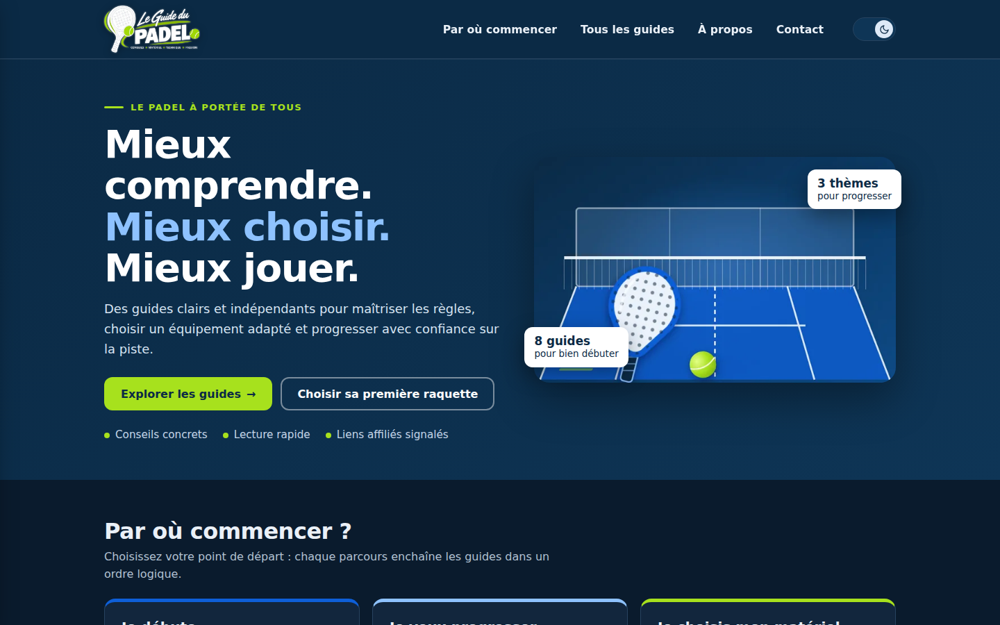 Le Guide du
PADEL
Par où commencer
Tous les guides
À propos
Contact
LE PADEL À PORTÉE DE TOUS
Mieux
comprendre.
Mieux choisir.
Mieux jouer.
Des guides clairs et indépendants pour maîtriser les règles,
choisir un équipement adapté et progresser avec confiance sur
la piste.
Explorer les guides →
Choisir sa première raquette
Conseils concrets
Lecture rapide
Liens affiliés signalés
3 thèmes
pour progresser
8 guides
pour bien débuter
Par où commencer ?
Choisissez votre point de départ : chaque parcours enchaîne les guides dans un
ordre logique.